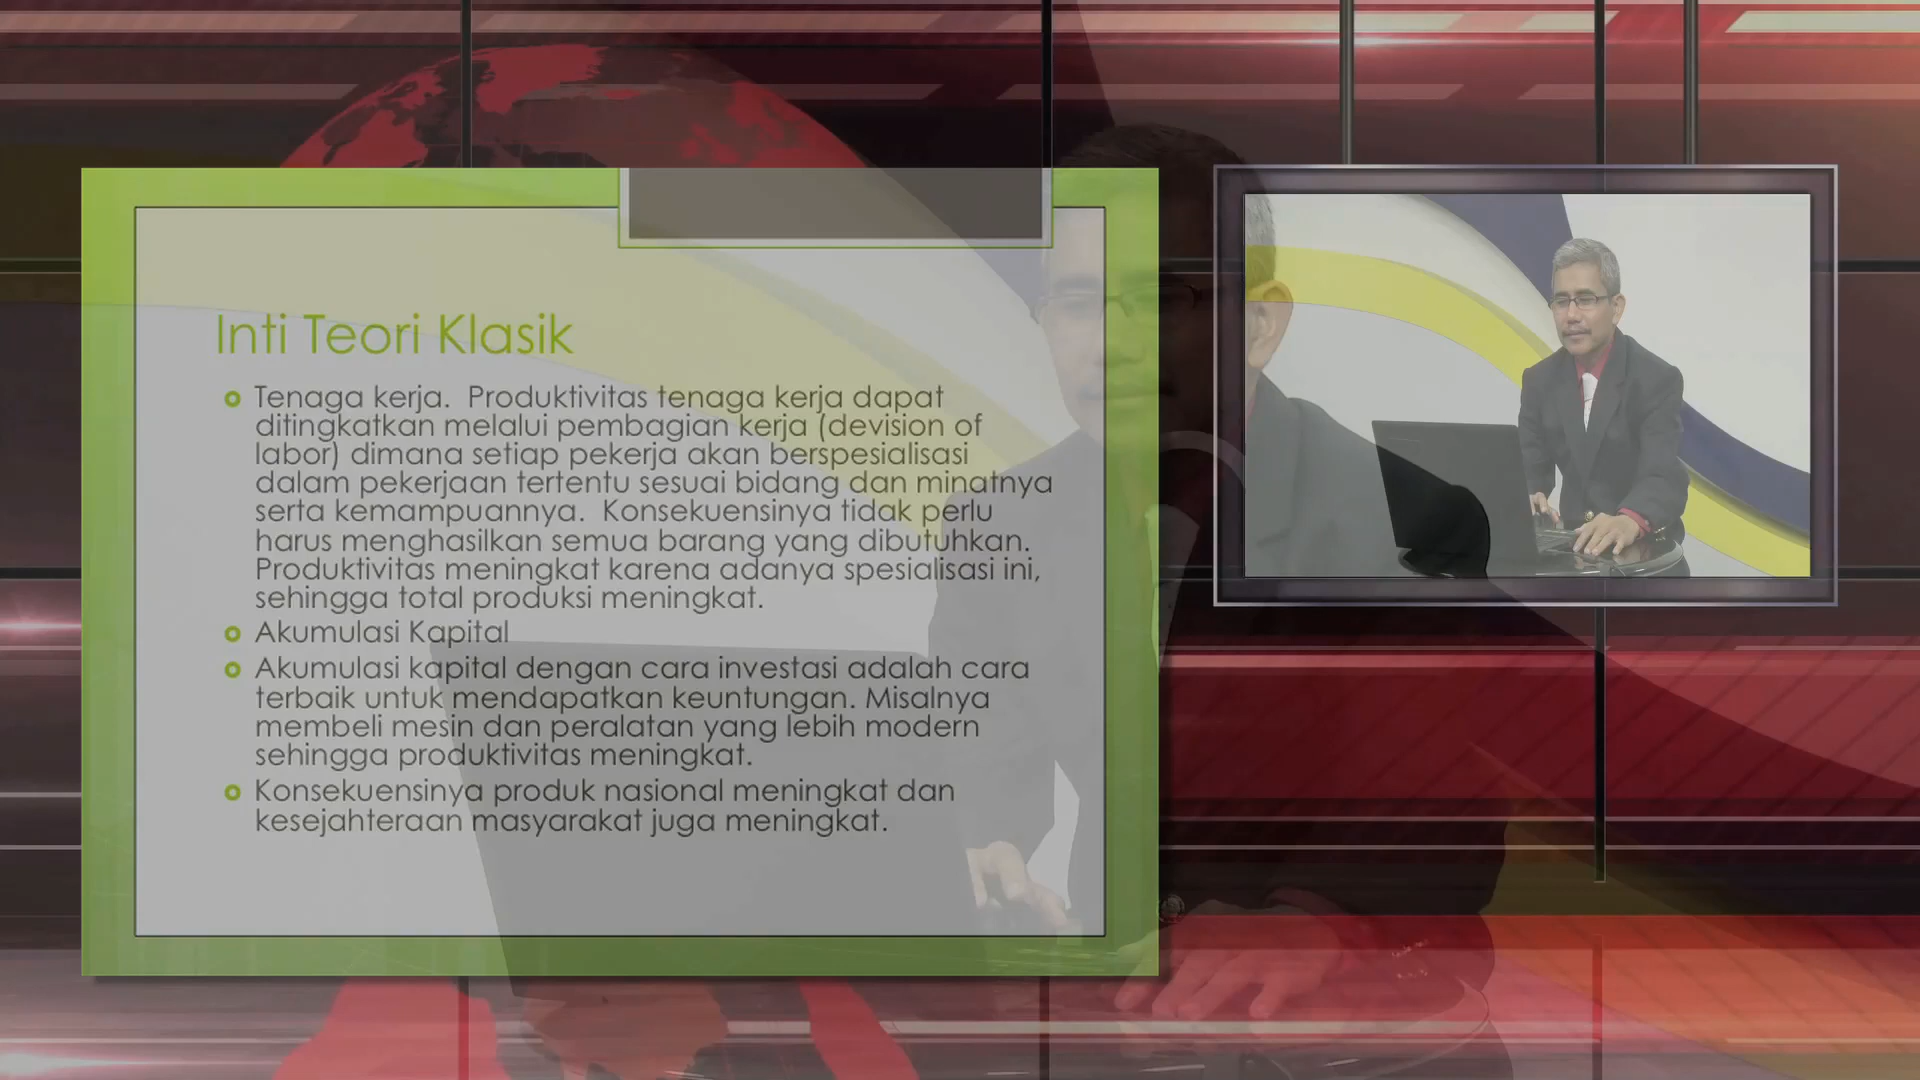 Inti Teori Klasik
Tenaga kerja.  Produktivitas tenaga kerja dapat
ditingkatkan melalui pembagian kerja (devision of
labor) dimana setiap pekerja akan berspesialisasi
dalam pekerjaan tertentu sesuai bidang dan minatnya
serta kemampuannya.  Konsekuensinya tidak perlu
harus menghasilkan semua barang yang dibutuhkan.
Produktivitas meningkat karena adanya spesialisasi ini,
sehingga total produksi meningkat.
Akumulasi Kapital
Akumulasi kapital dengan cara investasi adalah cara
terbaik untuk mendapatkan keuntungan. Misalnya
membeli mesin dan peralatan yang lebih modern
sehingga produktivitas meningkat.
Konsekuensinya produk nasional meningkat dan
kesejahteraan masyarakat juga meningkat.